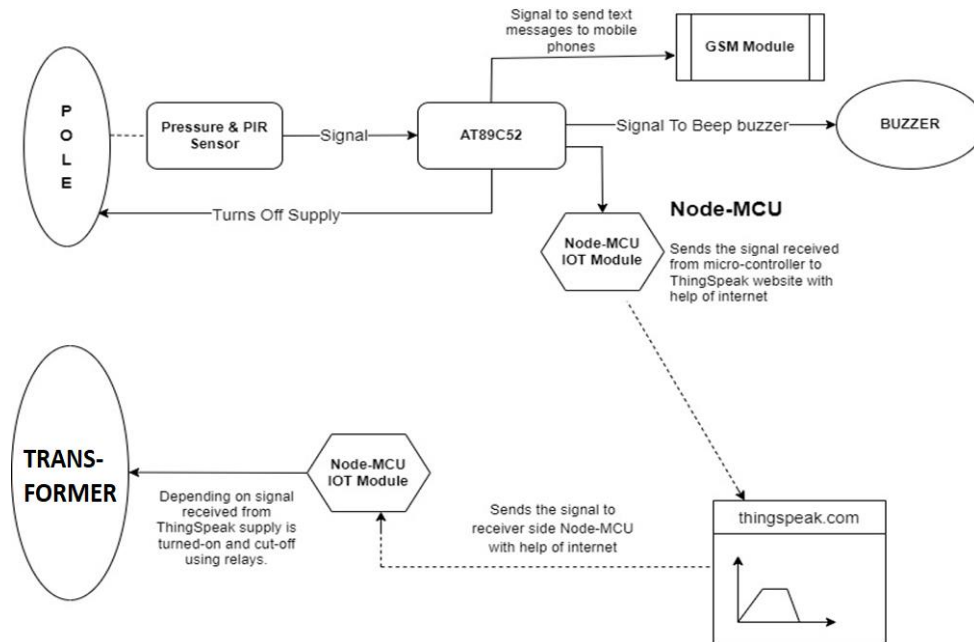 Signal to send text
messages to mobile
phones
GSM Module
P
O
L
E
Pressure & PIR
Sensor
Signal
AT89C52
Signal To Beep buzzer
BUZZER
Turns Off Supply
Node-MCU
IOT Module
Node-MCU
Sends the signal received
from micro-controller to
ThingSpeak website with
help of internet
TRANS-
FORMER
Depending on signal
received from
ThingSpeak supply is
turned-on and cut-off
using relays.
Node-MCU
IOT Module
Sends the signal to
receiver side Node-MCU
with help of internet
thingspeak.com